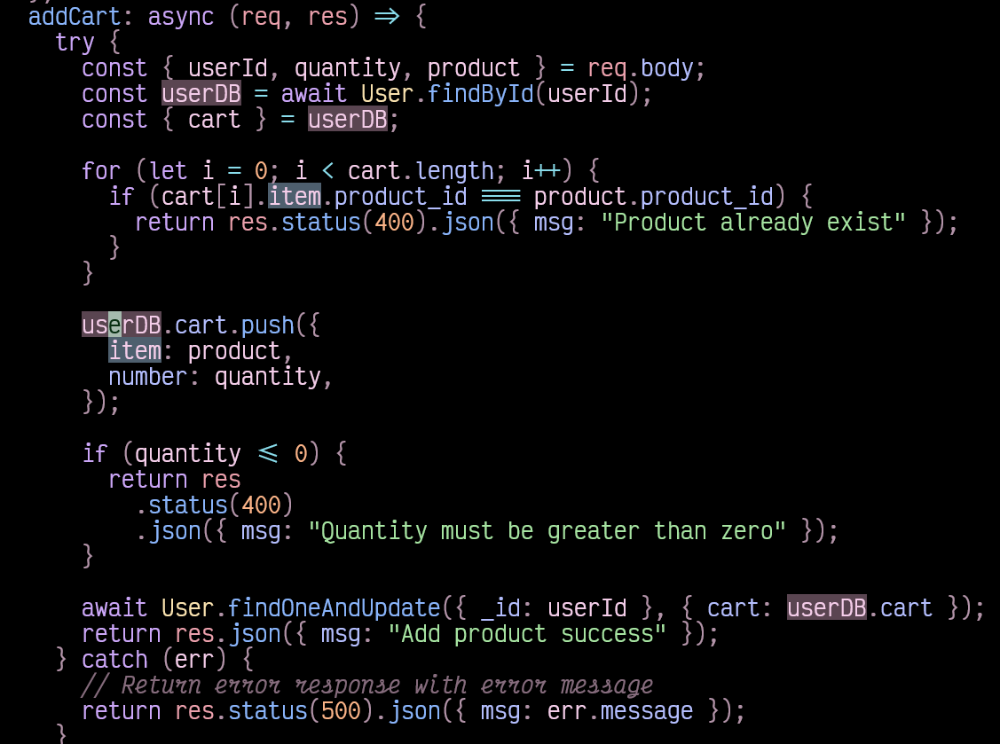 addCart: async (req, res) => {
try {
const { userId, quantity, product } = req.body;
const userDB = await User.findById(userId);
const { cart } = userDB;
for (let i = 0; i < cart.length; i++) {
if (cart[i].item.product_id === product.product_id) {
return res.status(400).json({ msg: "Product already exist" });
}
}
userDB.cart.push({
item: product,
number: quantity,
});
if (quantity <= 0) {
return res
.status(400)
.json({ msg: "Quantity must be greater than zero" });
}
await User.findOneAndUpdate({ _id: userId }, { cart: userDB.cart });
return res.json({ msg: "Add product success" });
} catch (err) {
// Return error response with error message
return res.status(500).json({ msg: err.message });
}